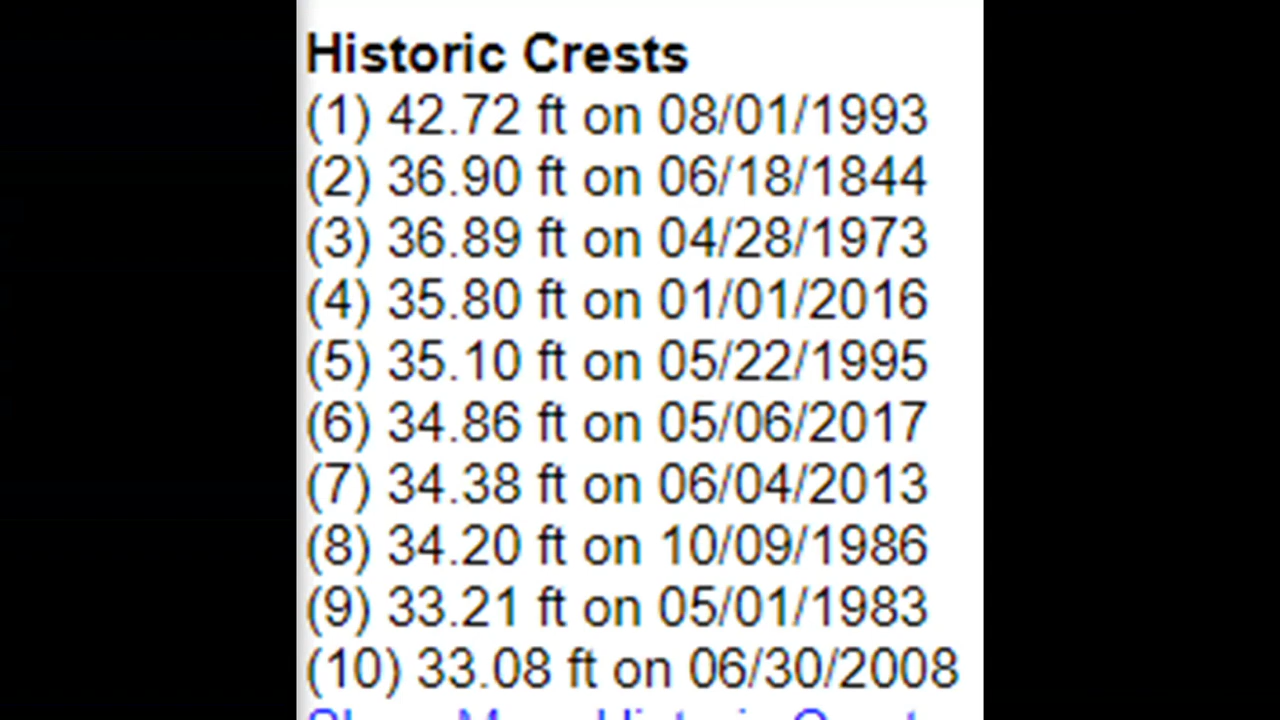 Historic Crests
(1) 42.72 ft on 08/01/1993
(2) 36.90 ft on 06/18/1844
(3) 36.89 ft on 04/28/1973
(4) 35.80 ft on 01/01/2016
(5) 35.10 ft on 05/22/1995
(6) 34.86 ft on 05/06/2017
(7) 34.38 ft on 06/04/2013
(8) 34.20 ft on 10/09/1986
(9) 33.21 ft on 05/01/1983
(10) 33.08 ft on 06/30/2008